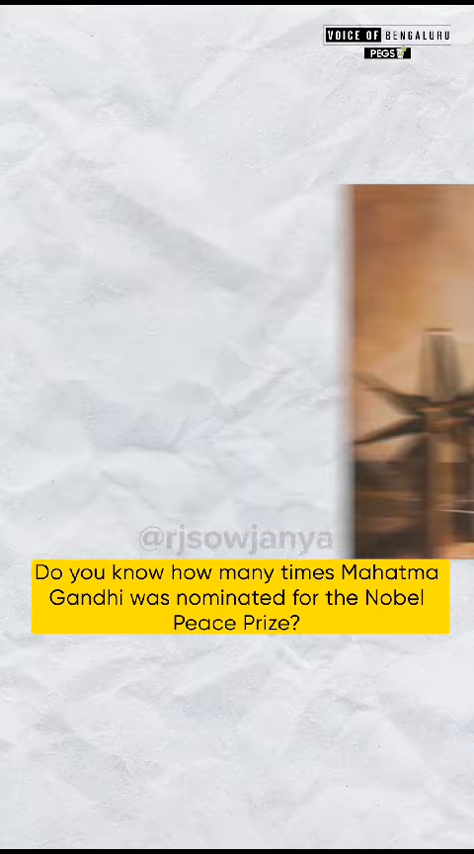 VOICE OF BENGALURU
PEGS
@rjsowjanya
Do you know how many times Mahatma
Gandhi was nominated for the Nobel
Peace Prize?